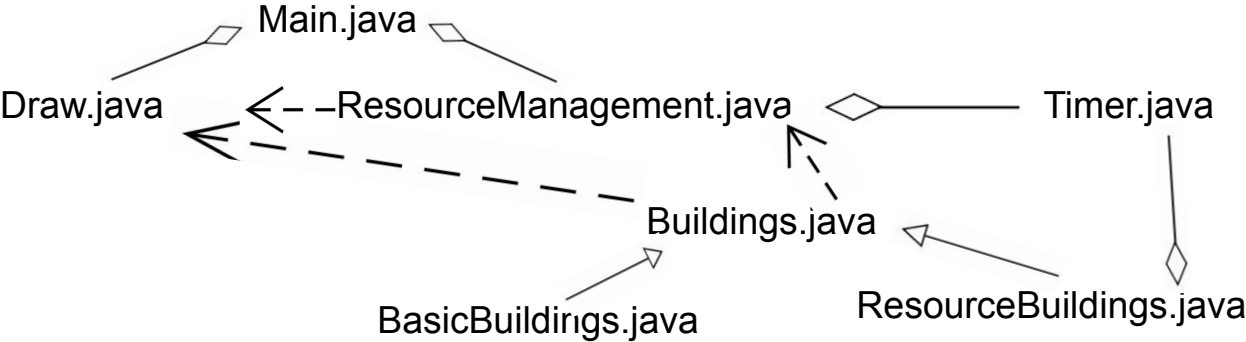 Main.java
Draw.java
ResourceManagement.java
Timer.java
Buildings.java
ResourceBuildings.java
BasicBuildings.java